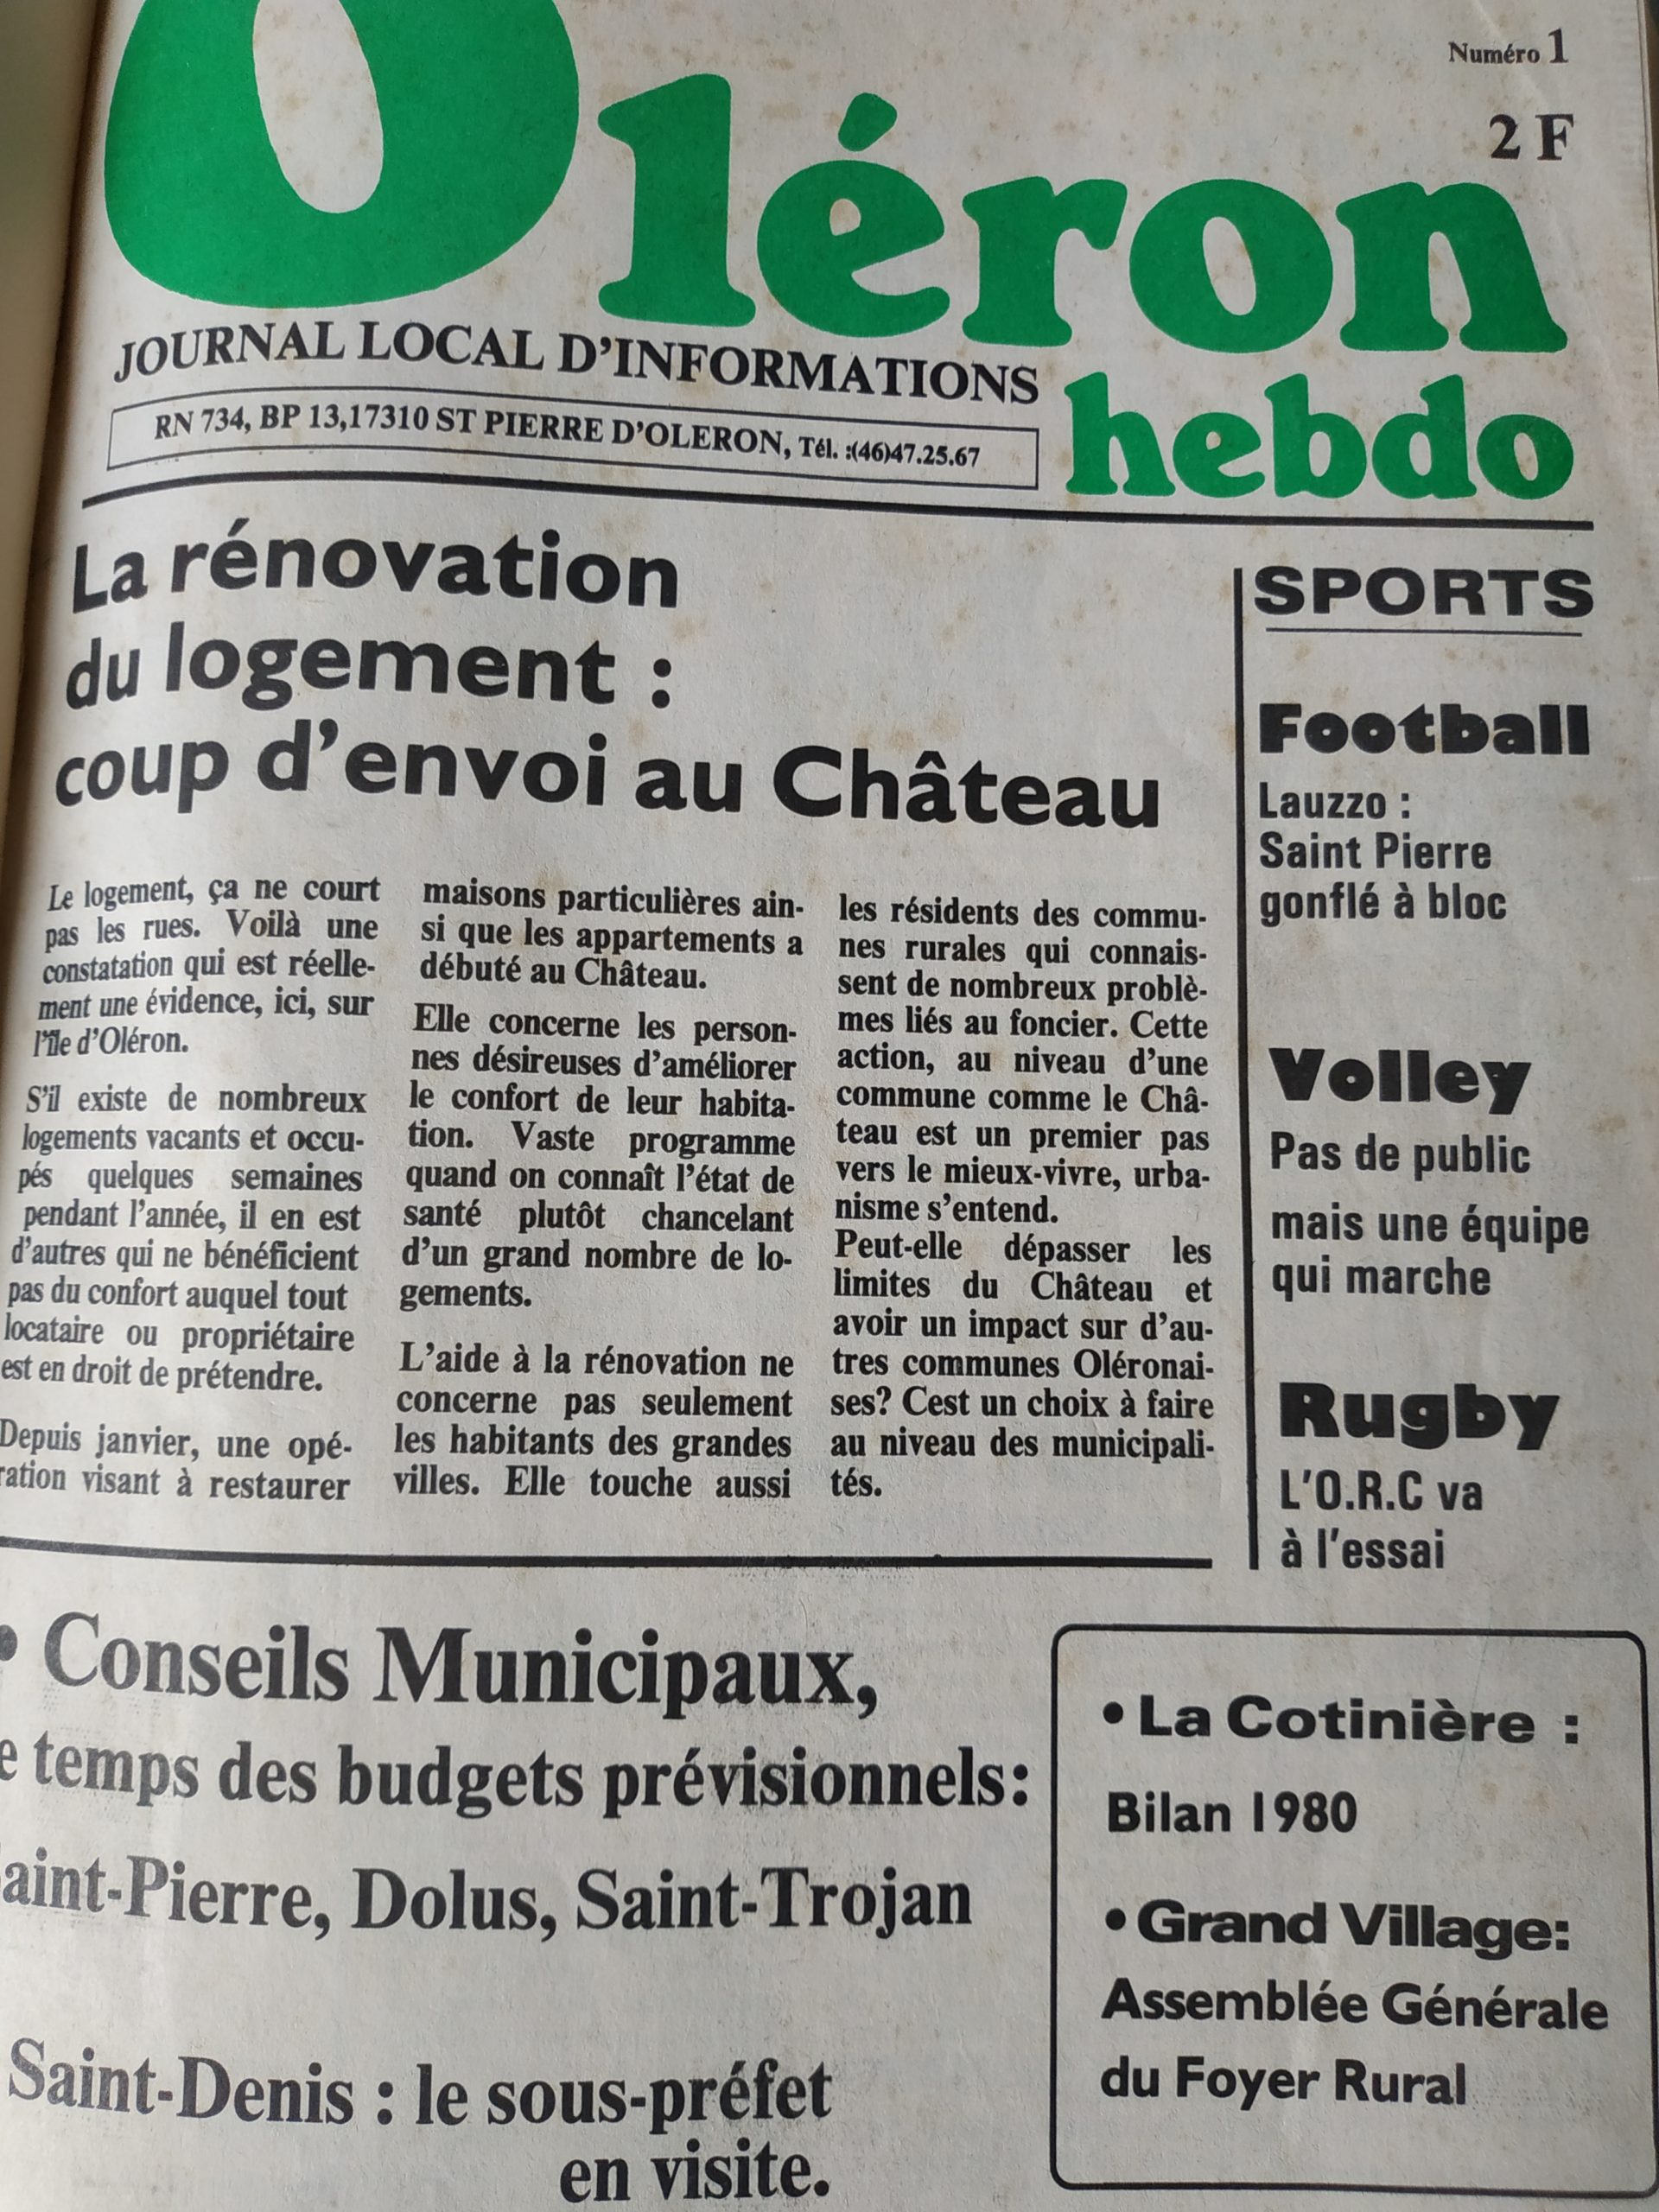 Numéro 1
2 F
Oléron
hebdo
JOURNAL LOCAL D'INFORMATIONS
RN 734, BP 13,17310 ST PIERRE D'OLERON, Tél. :(46)47.25.67
La rénovation
du logement :
coup d'envoi au Château
Le logement, ça ne court
pas les rues. Voilà une
constatation qui est réelle-
ment une évidence, ici, sur
l'île d'Oléron.
S'il existe de nombreux
logements vacants et occu-
pés quelques semaines
pendant l'année, il en est
d'autres qui ne bénéficient
pas du confort auquel tout
locataire ou propriétaire
est en droit de prétendre.
Depuis janvier, une opé-
ration visant à restaurer
maisons particulières ain-
si que les appartements a
débuté au Château.
Elle concerne les person-
nes désireuses d'améliorer
le confort de leur habita-
tion. Vaste programme
quand on connaît l'état de
santé plutôt chancelant
d'un grand nombre de lo-
gements.
L'aide à la rénovation ne
concerne pas seulement
les habitants des grandes
villes. Elle touche aussi
les résidents des commu-
nes rurales qui connais-
sent de nombreux problè-
mes liés au foncier. Cette
action, au niveau d'une
commune comme le Châ-
teau est un premier pas
vers le mieux-vivre, urba-
nisme s'entend.
Peut-elle dépasser les
limites du Château et
avoir un impact sur d'au-
tres communes Oléronai-
ses? Cest un choix à faire
au niveau des municipali-
tés.
SPORTS
Football
Lauzzo :
Saint Pierre
gonflé à bloc
Volley
Pas de public
mais une équipe
qui marche
Rugby
L'O.R.C va
à l'essai
• Conseils Municipaux,
e temps des budgets prévisionnels:
aint-Pierre, Dolus, Saint-Trojan
Saint-Denis : le sous-préfet
en visite.
• La Cotinière :
Bilan 1980
• Grand Village:
Assemblée Générale
du Foyer Rural